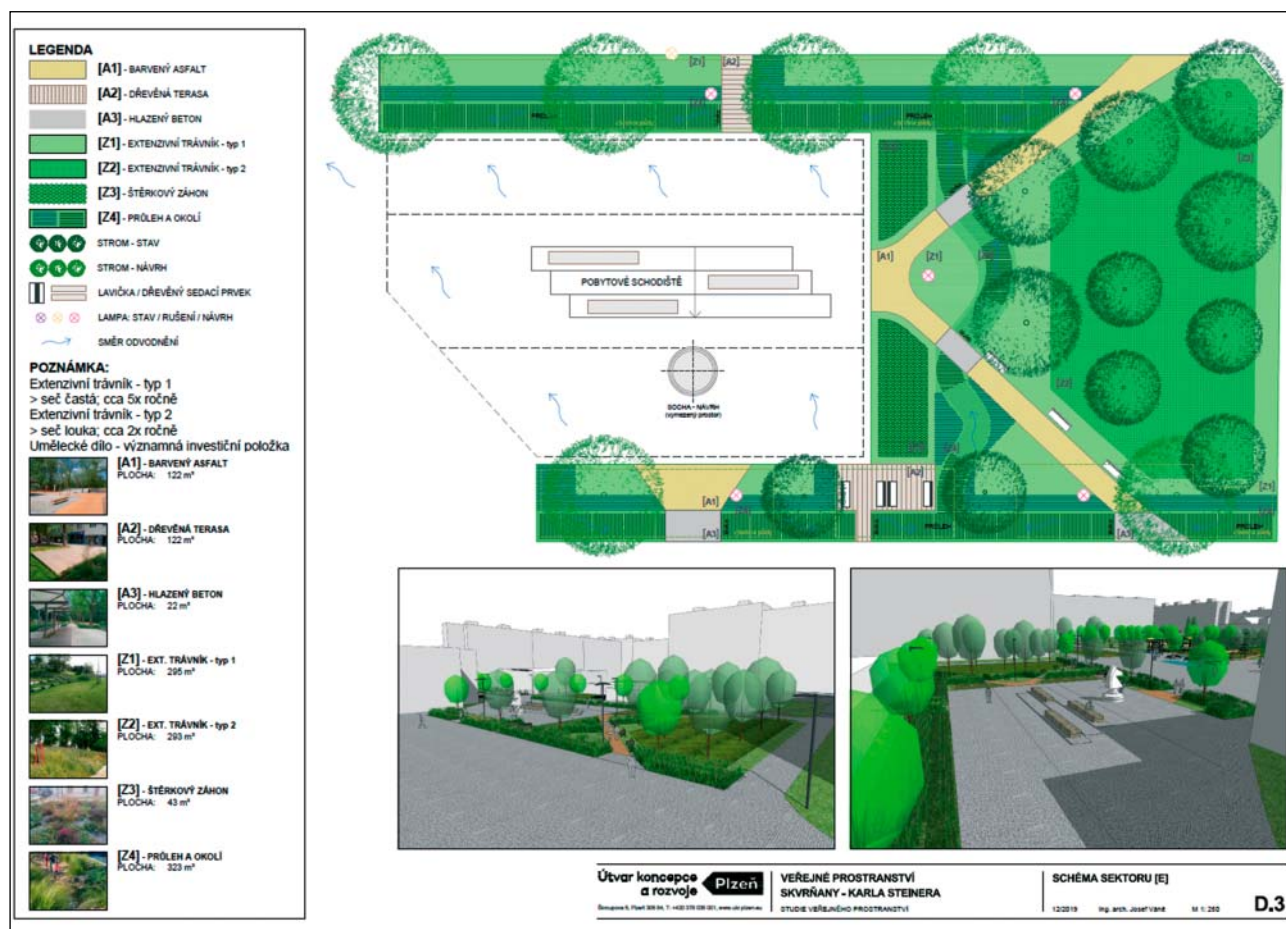 LEGENDA
[A1] - BARVENÝ ASFALT
[A2] - DŘEVĚNÁ TERASA
[A3] - HLAZENÝ BETON
[Z1] - EXTENZIVNÍ TRÁVNÍK - typ 1
[Z2] - EXTENZIVNÍ TRÁVNÍK - typ 2
[Z3] - ŠTĚRKOVÝ ZÁHON
[Z4] - PRŮLEH A OKOLÍ
STROM - STAV
STROM - NÁVRH
LAVIČKA / DŘEVĚNÝ SEDACÍ PRVEK
LAMPA: STAV / RUŠENÍ / NÁVRH
SMĚR ODVODNĚNÍ
POZNÁMKA:
Extenzivní trávník - typ 1
> seč častá; cca 5x ročně
Extenzivní trávník - typ 2
> seč louka; cca 2x ročně
Umělecké dílo - významná investiční položka
[A1] - BARVENÝ ASFALT
PLOCHA: 122 m²
[A2] - DŘEVĚNÁ TERASA
PLOCHA: 122 m²
[A3] - HLAZENÝ BETON
PLOCHA: 22 m²
[Z1] - EXT. TRÁVNÍK - typ 1
PLOCHA: 295 m²
[Z2] - EXT. TRÁVNÍK - typ 2
PLOCHA: 293 m²
[Z3] - ŠTĚRKOVÝ ZÁHON
PLOCHA: 43 m²
[Z4] - PRŮLEH A OKOLÍ
PLOCHA: 323 m²
[Z1] [A2]
PRŮLEH
PRŮLEH
[Z2]
[A1] [Z1]
POBYTOVÉ SCHODIŠTĚ
[Z2]
SOCHA - NÁVRH
(vymezený prostor)
[A2]
[Z1]
[A1]
[A3]
PRŮLEH
[A3]
PRŮLEH
Útvar koncepce
a rozvoje
Plzeň
VEŘEJNÉ PROSTRANSTVÍ
SKVRŇANY - KARLA STEINERA
STUDIE VEŘEJNÉHO PROSTRANSTVÍ
SCHÉMA SEKTORU [E]
12/2019 Ing. arch. Josef Vand M 1: 250
D.3